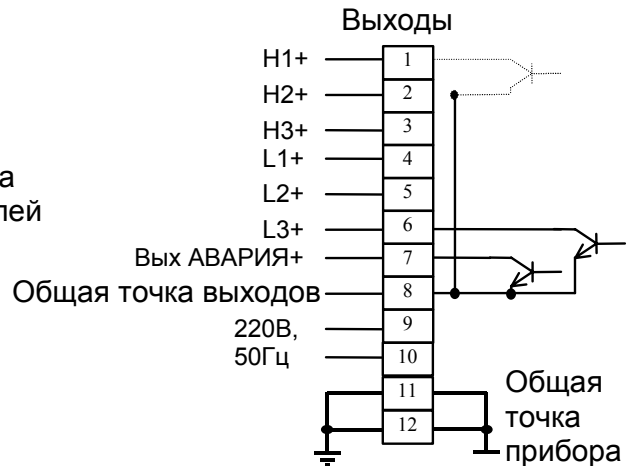 Выходы
H1+ 1
H2+ 2
H3+ 3
L1+ 4
L2+ 5
L3+ 6
Вых АВАРИЯ+ 7
Общая точка выходов 8
220В, 9
50Гц 10
11
12
Общая
точка
прибора